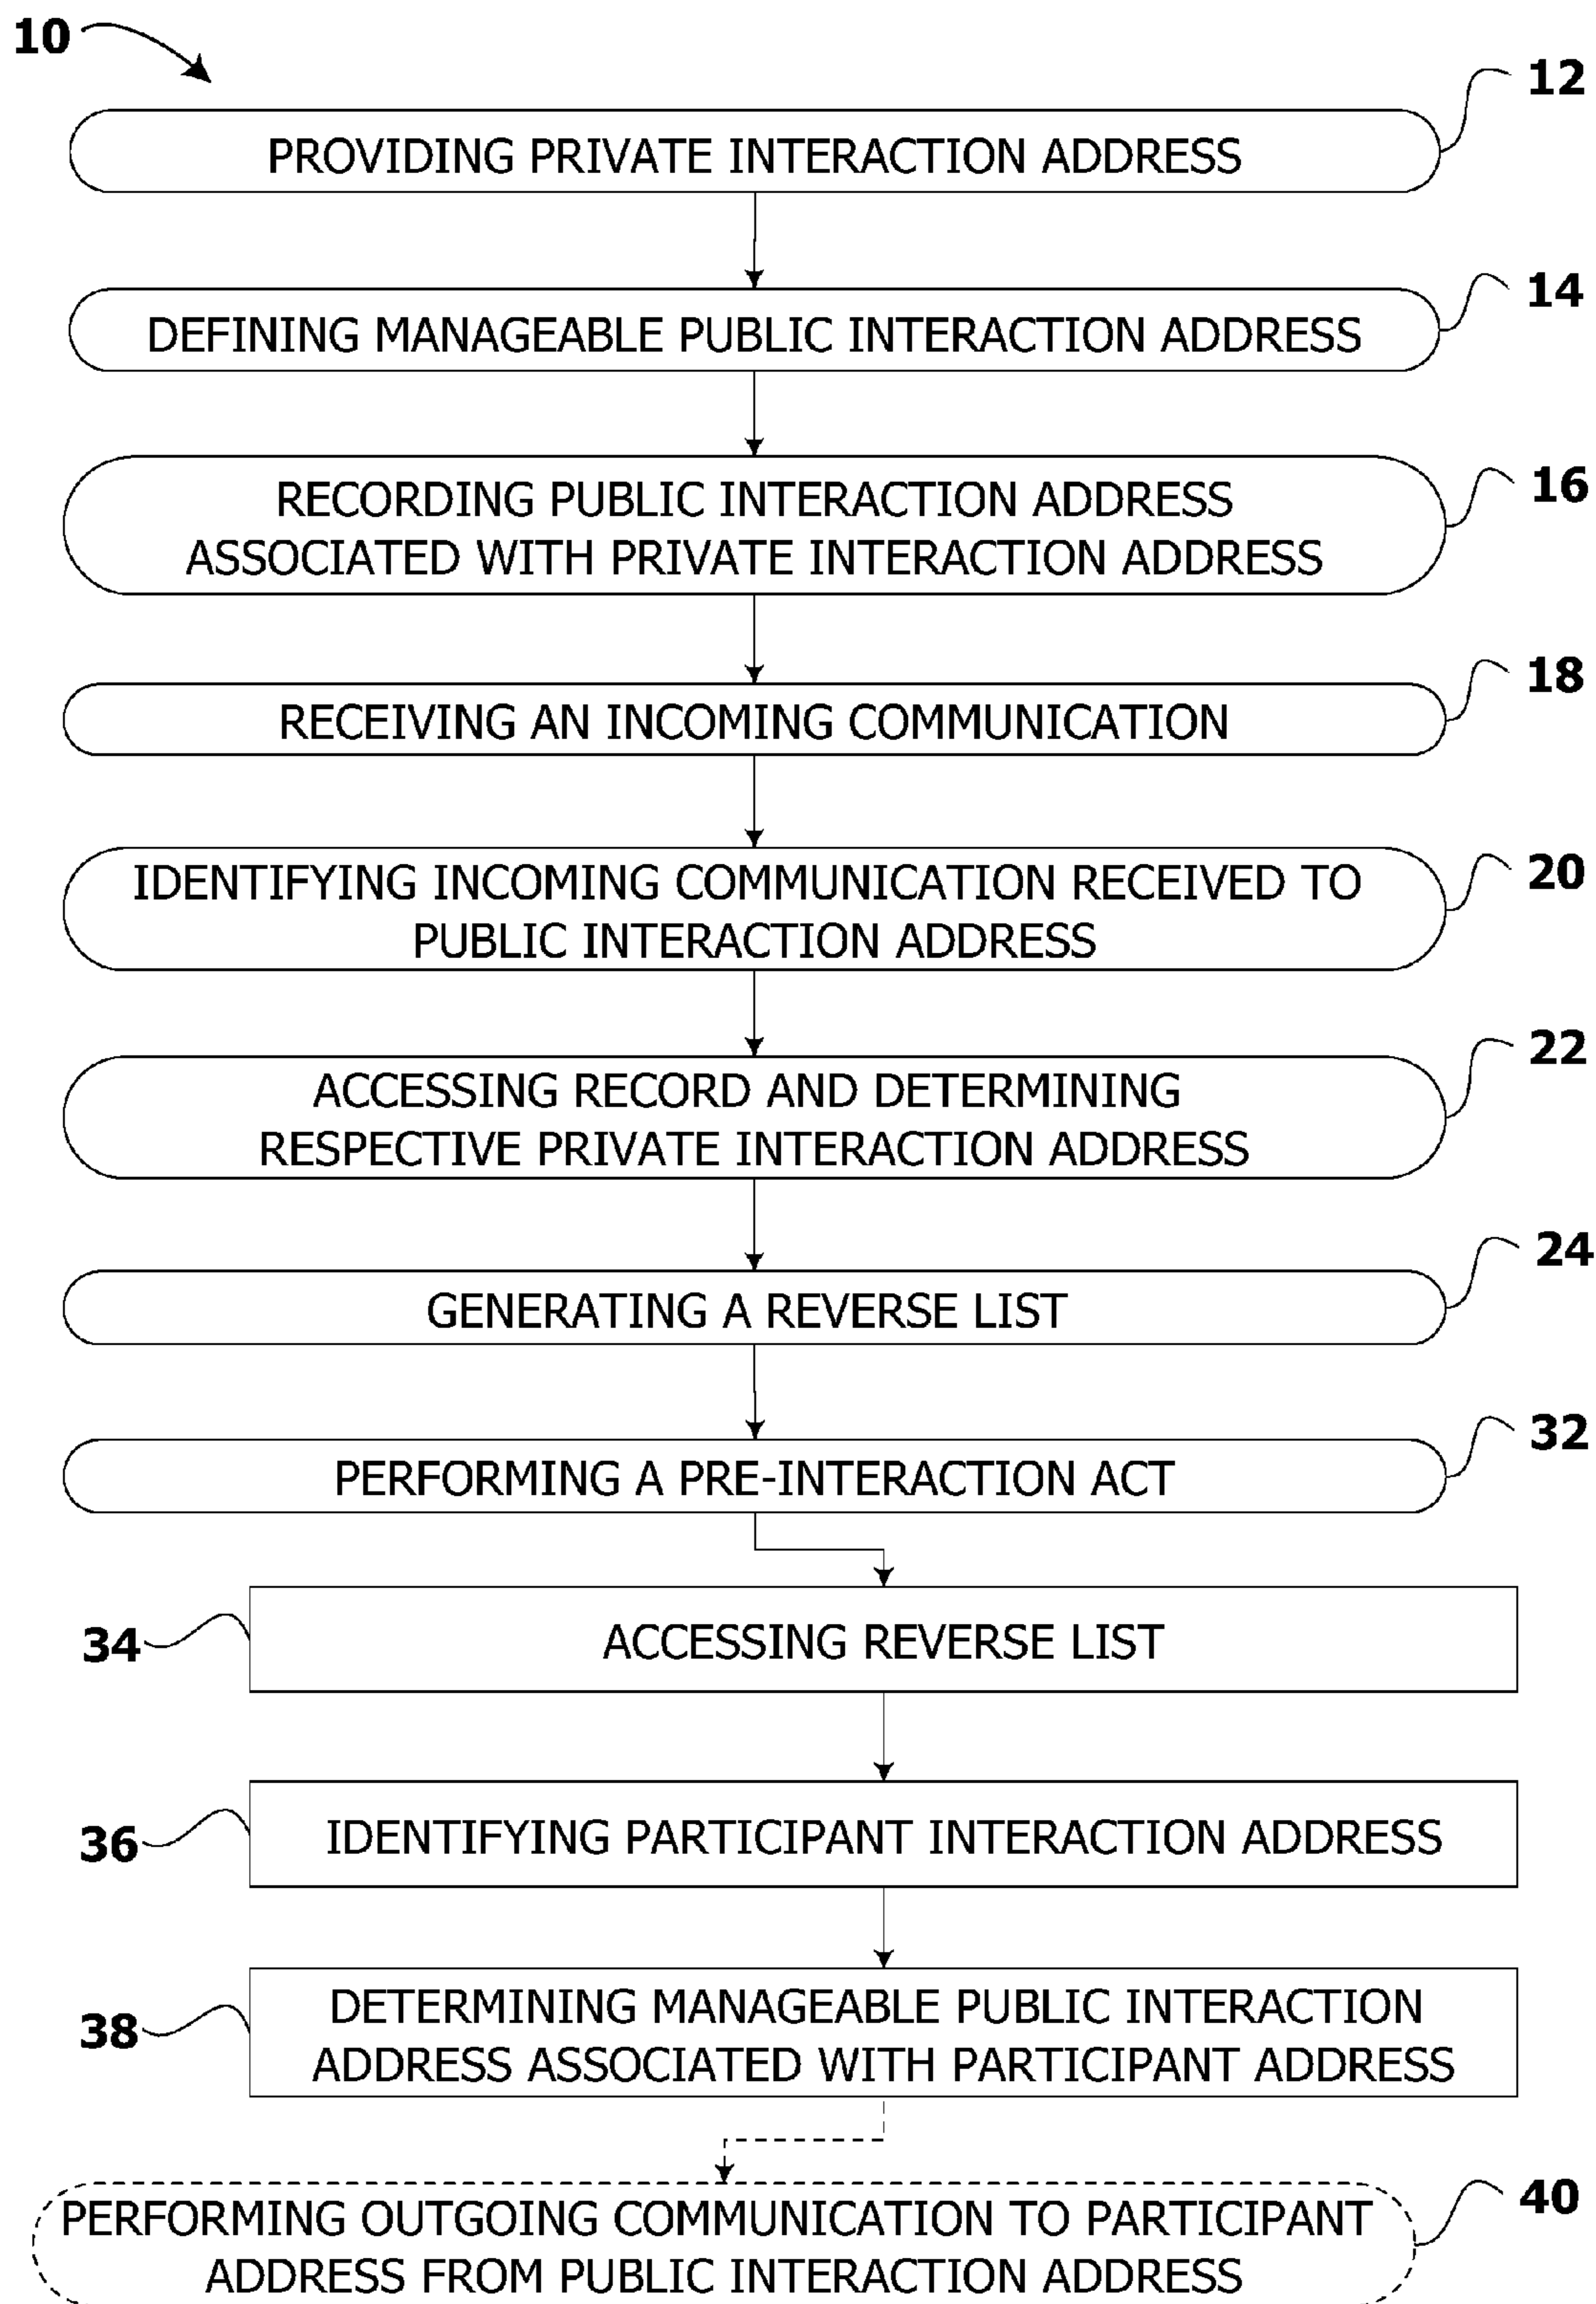 10
12
PROVIDING PRIVATE INTERACTION ADDRESS
14
DEFINING MANAGEABLE PUBLIC INTERACTION ADDRESS
16
RECORDING PUBLIC INTERACTION ADDRESS
ASSOCIATED WITH PRIVATE INTERACTION ADDRESS
18
RECEIVING AN INCOMING COMMUNICATION
20
IDENTIFYING INCOMING COMMUNICATION RECEIVED TO
PUBLIC INTERACTION ADDRESS
22
ACCESSING RECORD AND DETERMINING
RESPECTIVE PRIVATE INTERACTION ADDRESS
24
GENERATING A REVERSE LIST
32
PERFORMING A PRE-INTERACTION ACT
34
ACCESSING REVERSE LIST
36
IDENTIFYING PARTICIPANT INTERACTION ADDRESS
38
DETERMINING MANAGEABLE PUBLIC INTERACTION
ADDRESS ASSOCIATED WITH PARTICIPANT ADDRESS
40
PERFORMING OUTGOING COMMUNICATION TO PARTICIPANT
ADDRESS FROM PUBLIC INTERACTION ADDRESS